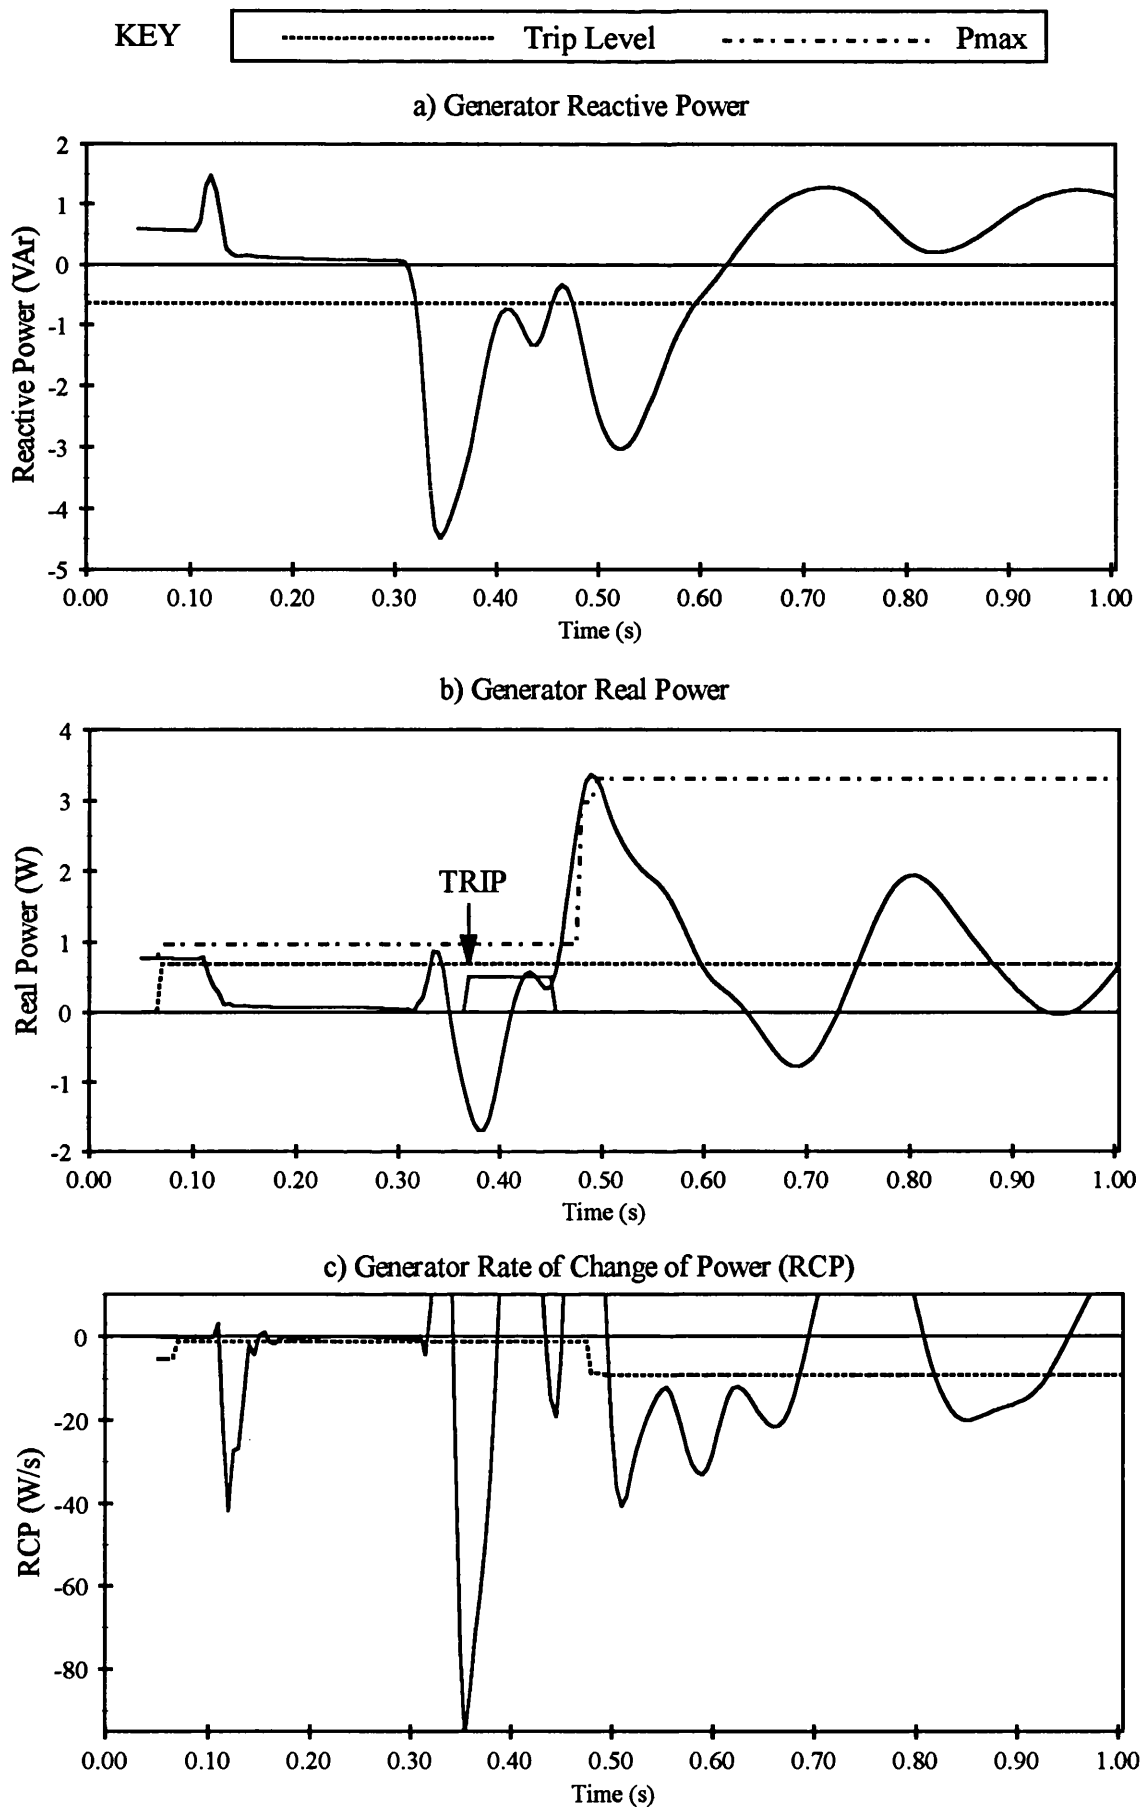 KEY Trip Level Pmax
a) Generator Reactive Power
Reactive Power (VAr)
2
1
0
-1
-2
-3
-4
-5
0.00 0.10 0.20 0.30 0.40 0.50 0.60 0.70 0.80 0.90 1.00
Time (s)
b) Generator Real Power
Real Power (W)
4
3
2
1
0
-1
-2
TRIP
0.00 0.10 0.20 0.30 0.40 0.50 0.60 0.70 0.80 0.90 1.00
Time (s)
c) Generator Rate of Change of Power (RCP)
RCP (W/s)
0
-20
-40
-60
-80
0.00 0.10 0.20 0.30 0.40 0.50 0.60 0.70 0.80 0.90 1.00
Time (s)